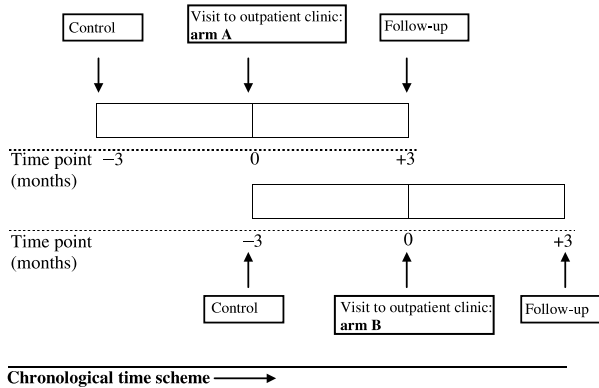 Control
Visit to outpatient clinic:
arm A
Follow-up
Time point −3 0 +3
(months)
Time point −3 0 +3
(months)
Control
Visit to outpatient clinic:
arm B
Follow-up
Chronological time scheme